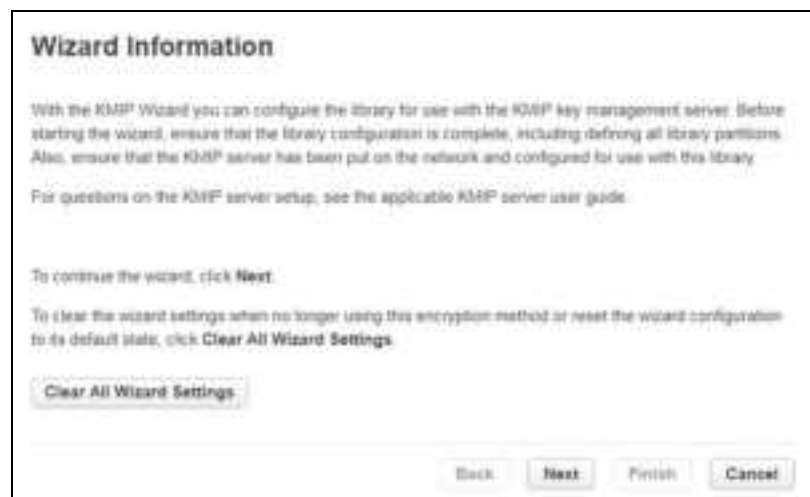 Wizard Information
With the KMIP Wizard you can configure the library for use with the KMIP key management server. Before
starting the wizard, ensure that the library configuration is complete, including defining all library partitions.
Also, ensure that the KMIP server has been put on the network and configured for use with this library.
For questions on the KMIP server setup, see the applicable KMIP server user guide.
To continue the wizard, click Next.
To clear the wizard settings when no longer using this encryption method or reset the wizard configuration
to its default state, click Clear All Wizard Settings.
Clear All Wizard Settings
Back Next Finish Cancel